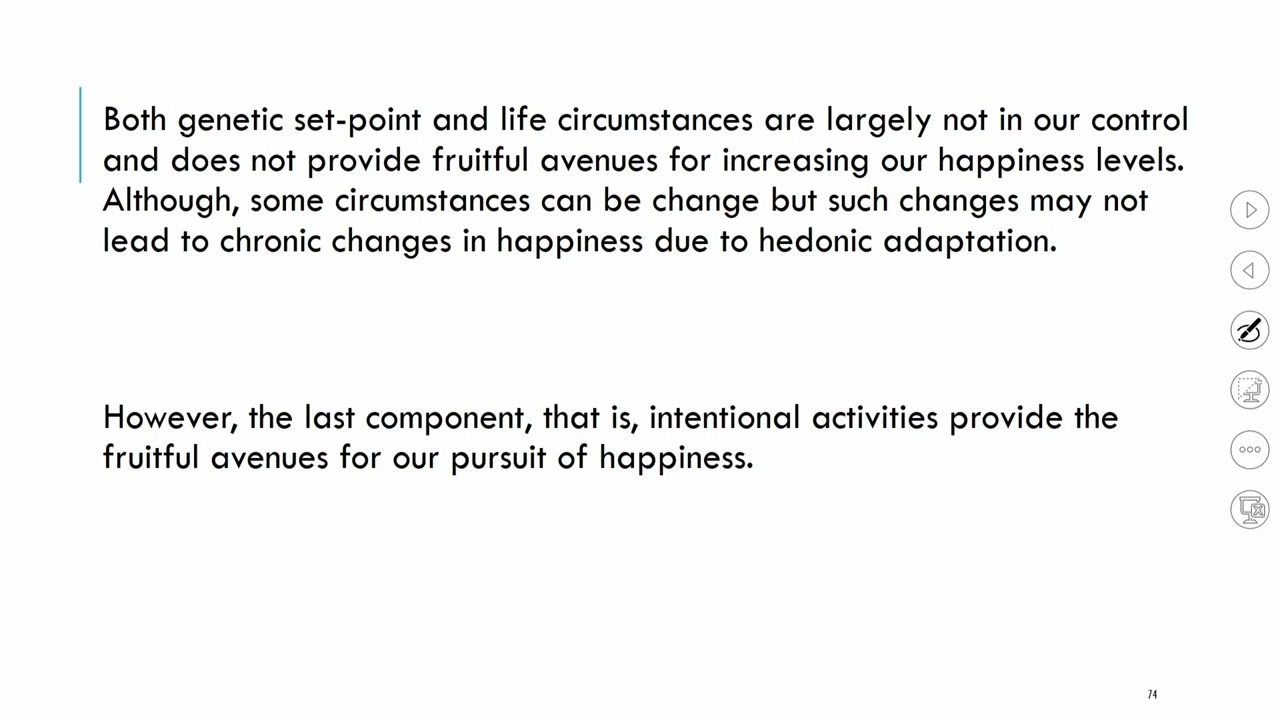 Both genetic set-point and life circumstances are largely not in our control
and does not provide fruitful avenues for increasing our happiness levels.
Although, some circumstances can be change but such changes may not
lead to chronic changes in happiness due to hedonic adaptation.
However, the last component, that is, intentional activities provide the
fruitful avenues for our pursuit of happiness.
74